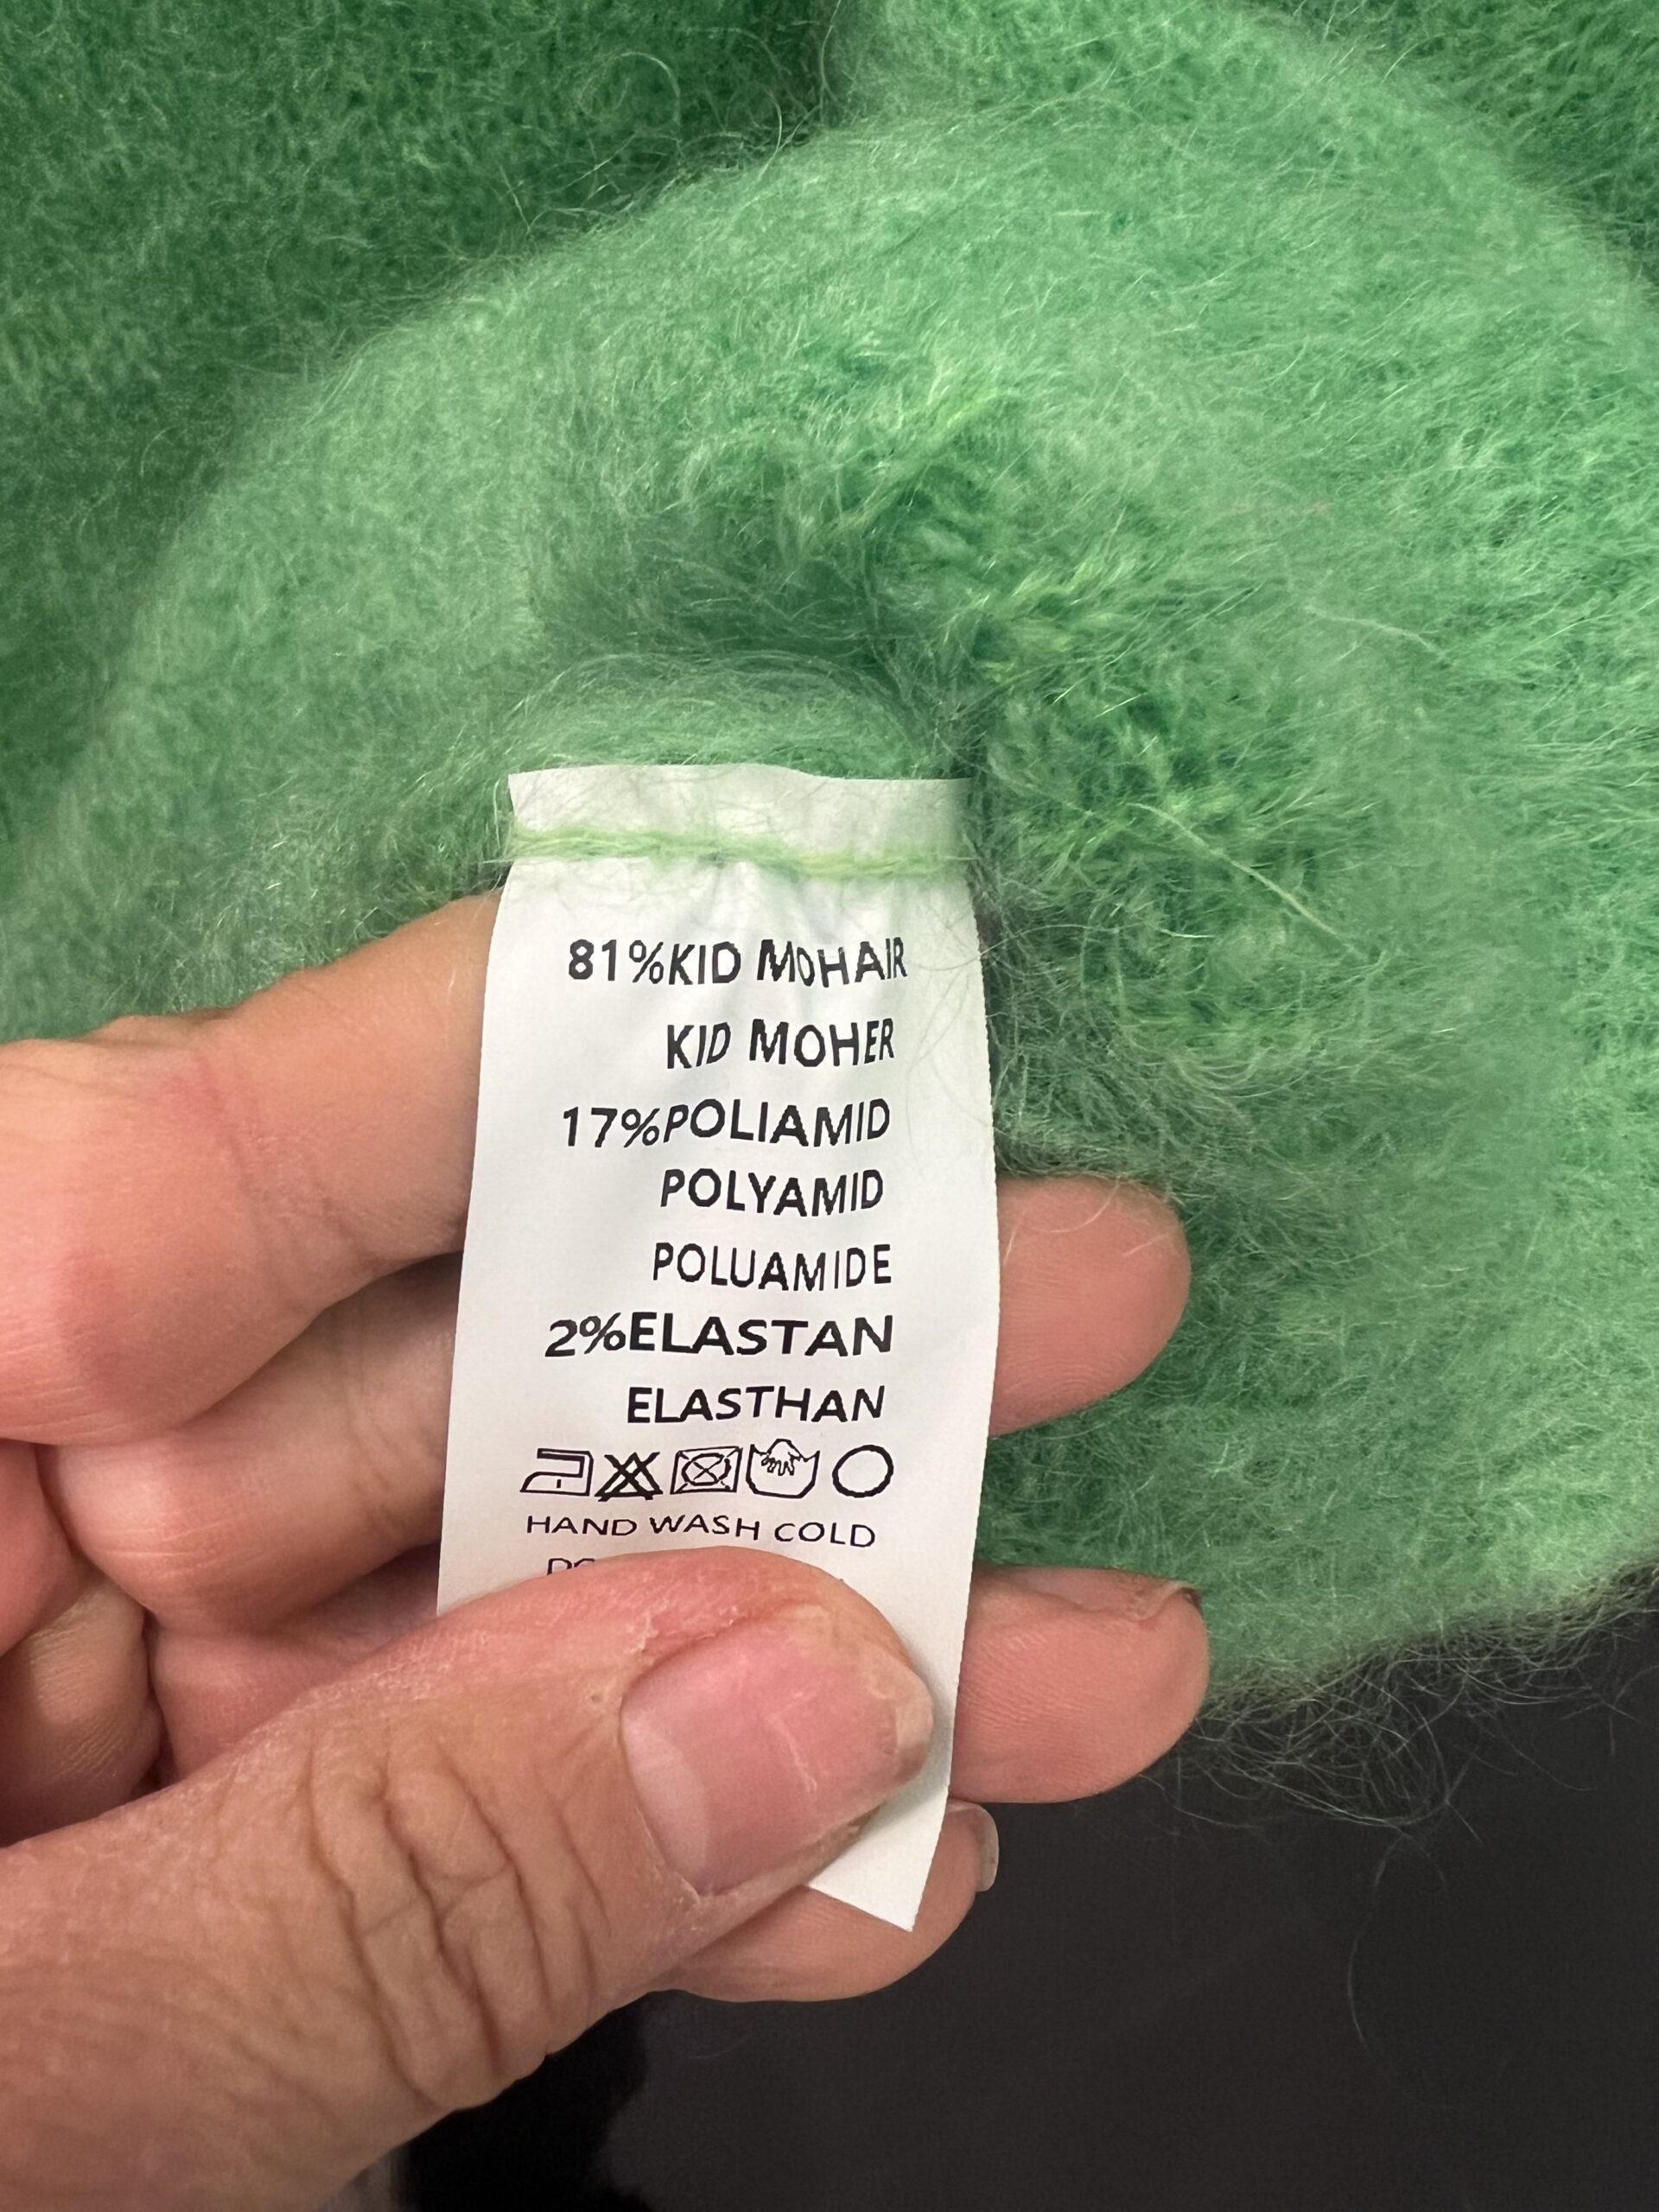 81%KID MOHAIR
KID MOHER
17%POLIAMID
POLYAMID
POLUAMIDE
2%ELASTAN
ELASTHAN
HAND WASH COLD